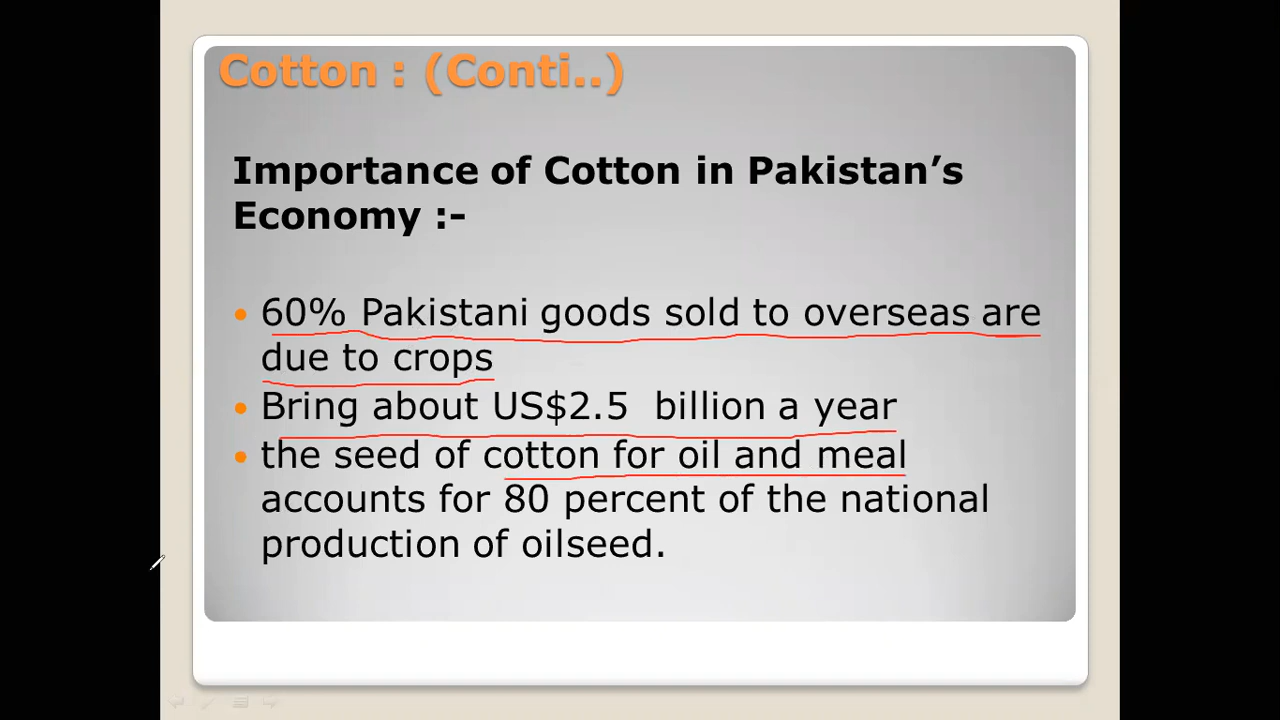 Cotton : (Conti..)
Importance of Cotton in Pakistan’s
Economy :-
60% Pakistani goods sold to overseas are
due to crops
Bring about US$2.5 billion a year
the seed of cotton for oil and meal
accounts for 80 percent of the national
production of oilseed.